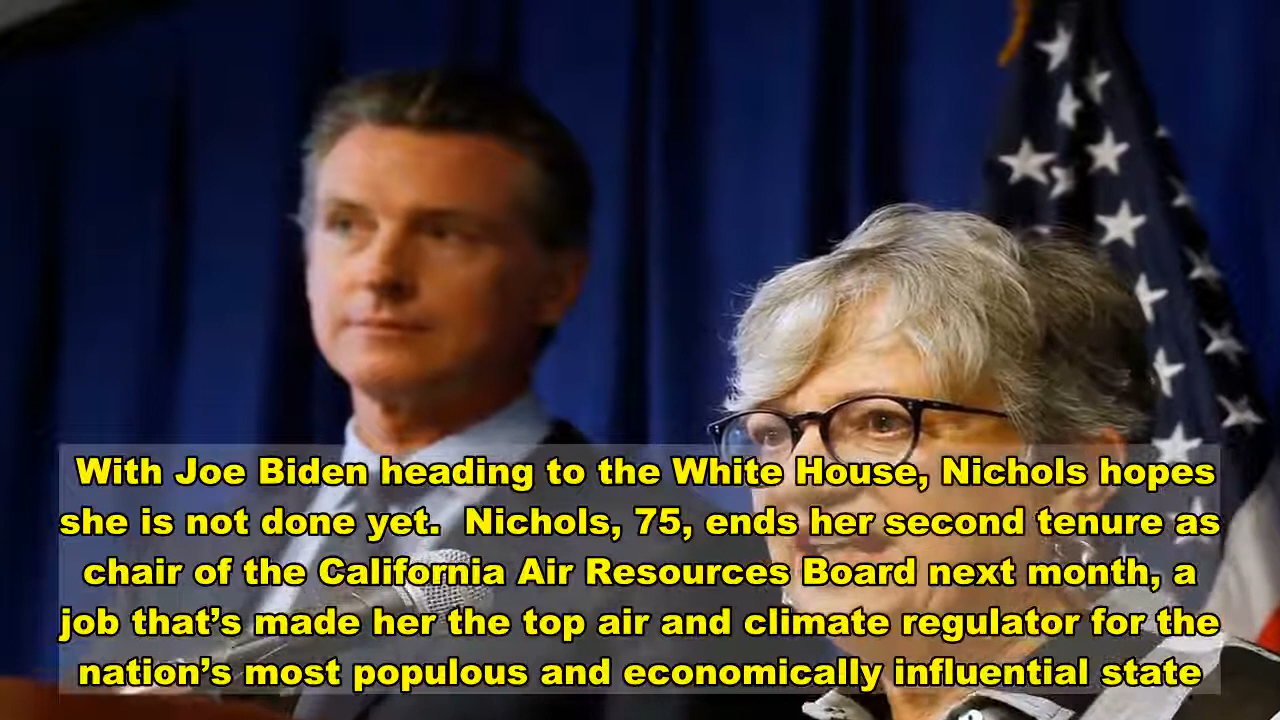 With Joe Biden heading to the White House, Nichols hopes
she is not done yet.  Nichols, 75, ends her second tenure as
chair of the California Air Resources Board next month, a
job that’s made her the top air and climate regulator for the
nation’s most populous and economically influential state